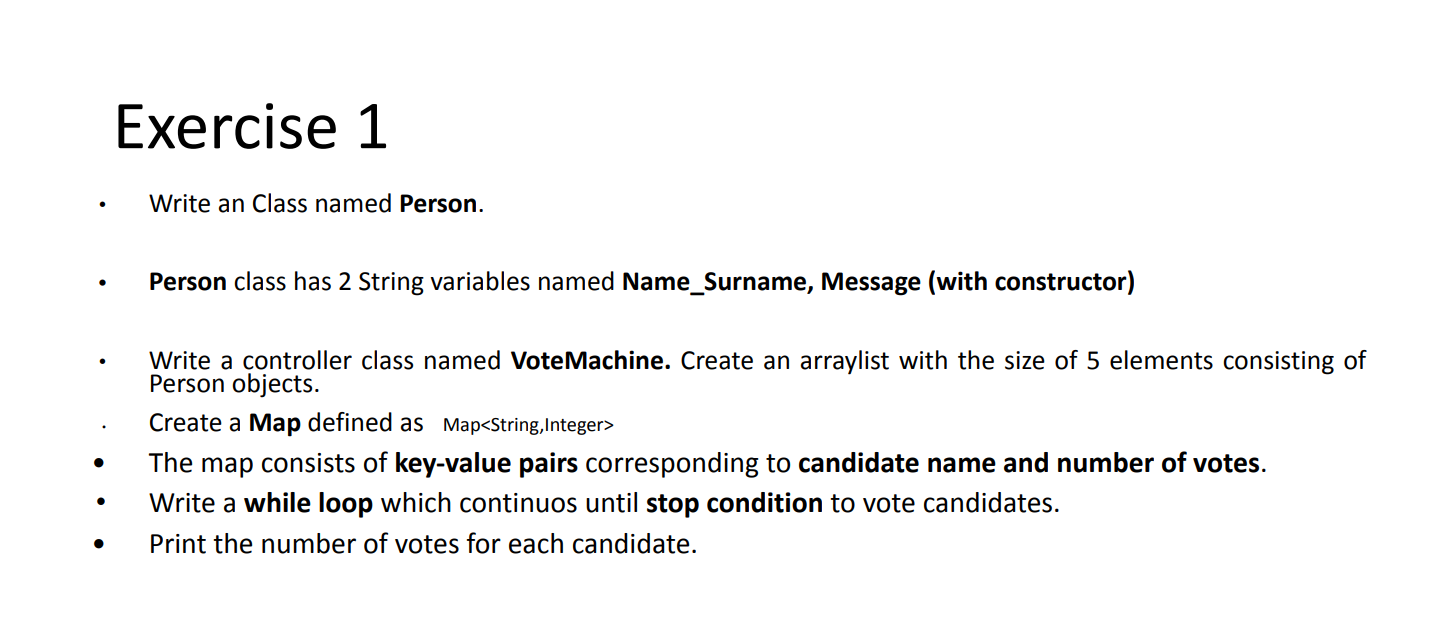 Exercise 1
• Write an Class named Person.
• Person class has 2 String variables named Name_Surname, Message (with constructor)
• Write a controller class named VoteMachine. Create an arraylist with the size of 5 elements consisting of
Person objects.
• Create a Map defined as Map<String,Integer>
• The map consists of key-value pairs corresponding to candidate name and number of votes.
• Write a while loop which continuos until stop condition to vote candidates.
• Print the number of votes for each candidate.